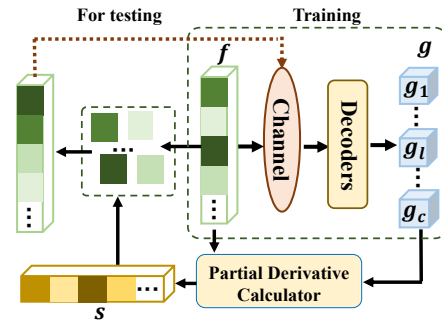 For testing
Training
f
g
Channel
Decoders
g1
gl
gc
...
...
...
...
Partial Derivative
Calculator
s